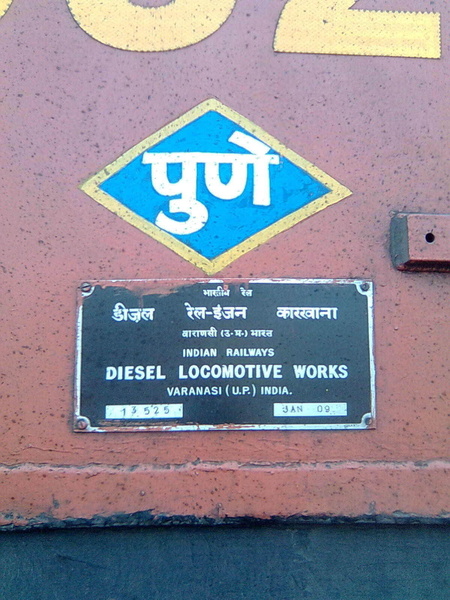 पुणे
भारतीय रेल
डीज़ल रेल-इंजन कारखाना
वाराणसी (उ.प्र.) भारत
INDIAN RAILWAYS
DIESEL LOCOMOTIVE WORKS
VARANASI (U.P.) INDIA.
13525 JAN 09